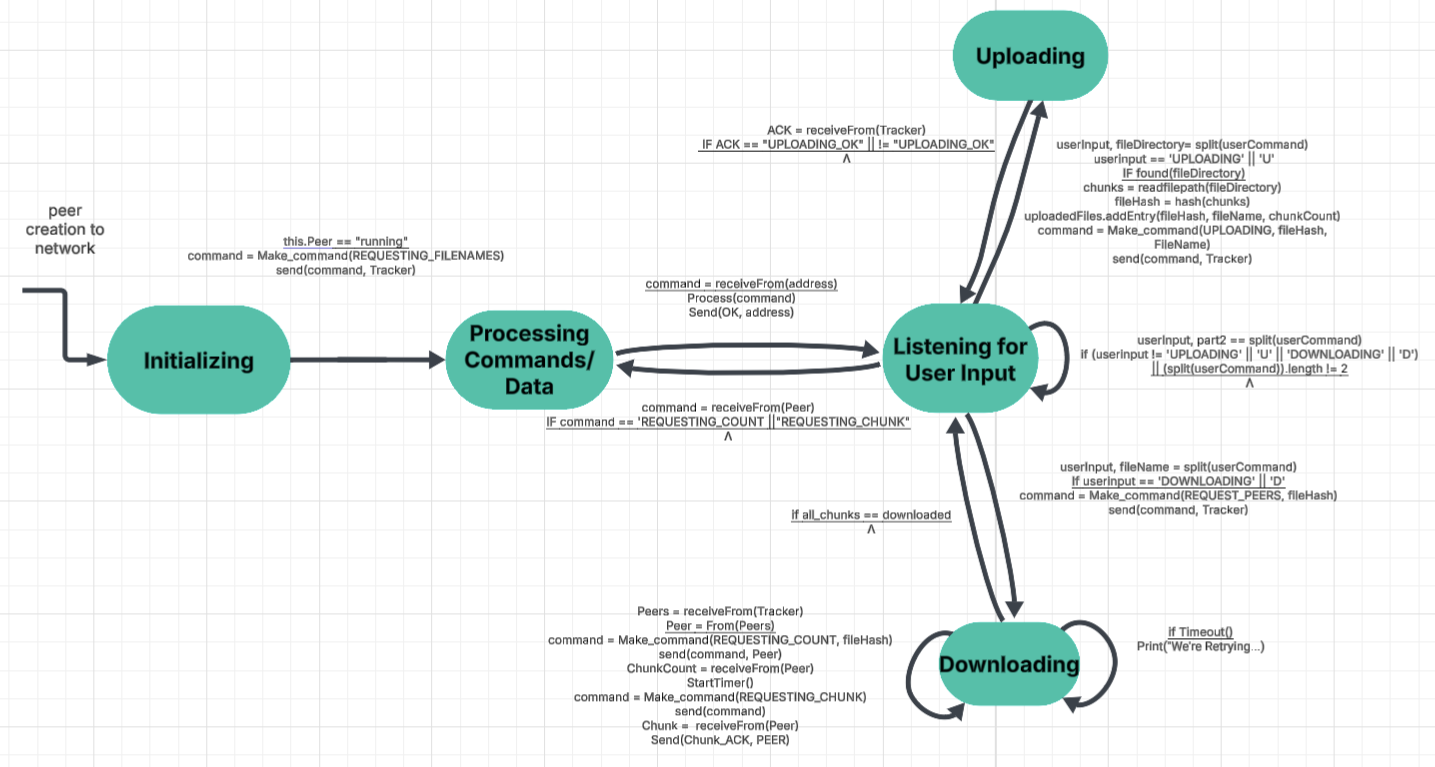 Uploading
ACK = receiveFrom(Tracker)
IF ACK == "UPLOADING_OK" || != "UPLOADING_OK"
Λ
userInput, fileDirectory= split(userCommand)
userinput == 'UPLOADING' || 'U'
IF found(fileDirectory)
chunks = readfilepath(fileDirectory)
fileHash = hash(chunks)
uploadedFiles.addEntry(fileHash, fileName, chunkCount)
command = Make_command(UPLOADING, fileHash,
FileName)
send(command, Tracker)
peer
creation to
network
this.Peer == "running"
command = Make_command(REQUESTING_FILENAMES)
send(command, Tracker)
Initializing
Processing
Commands/
Data
command = receiveFrom(address)
Process(command)
Send(OK, address)
command = receiveFrom(Peer)
IF command == 'REQUESTING_COUNT ||"REQUESTING_CHUNK"
Λ
Listening for
User Input
userInput, part2 == split(userCommand)
if (userinput != 'UPLOADING' || 'U' || 'DOWNLOADING' || 'D')
|| (split(userCommand)).length != 2
Λ
userInput, fileName = split(userCommand)
If userinput == 'DOWNLOADING' || 'D'
command = Make_command(REQUEST_PEERS, fileHash)
send(command, Tracker)
if all_chunks == downloaded
Λ
Peers = receiveFrom(Tracker)
Peer = From(Peers)
command = Make_command(REQUESTING_COUNT, fileHash)
send(command, Peer)
ChunkCount = receiveFrom(Peer)
StartTimer()
command = Make_command(REQUESTING_CHUNK)
send(command)
Chunk = receiveFrom(Peer)
Send(Chunk_ACK, PEER)
Downloading
if Timeout()
Print("We're Retrying...)